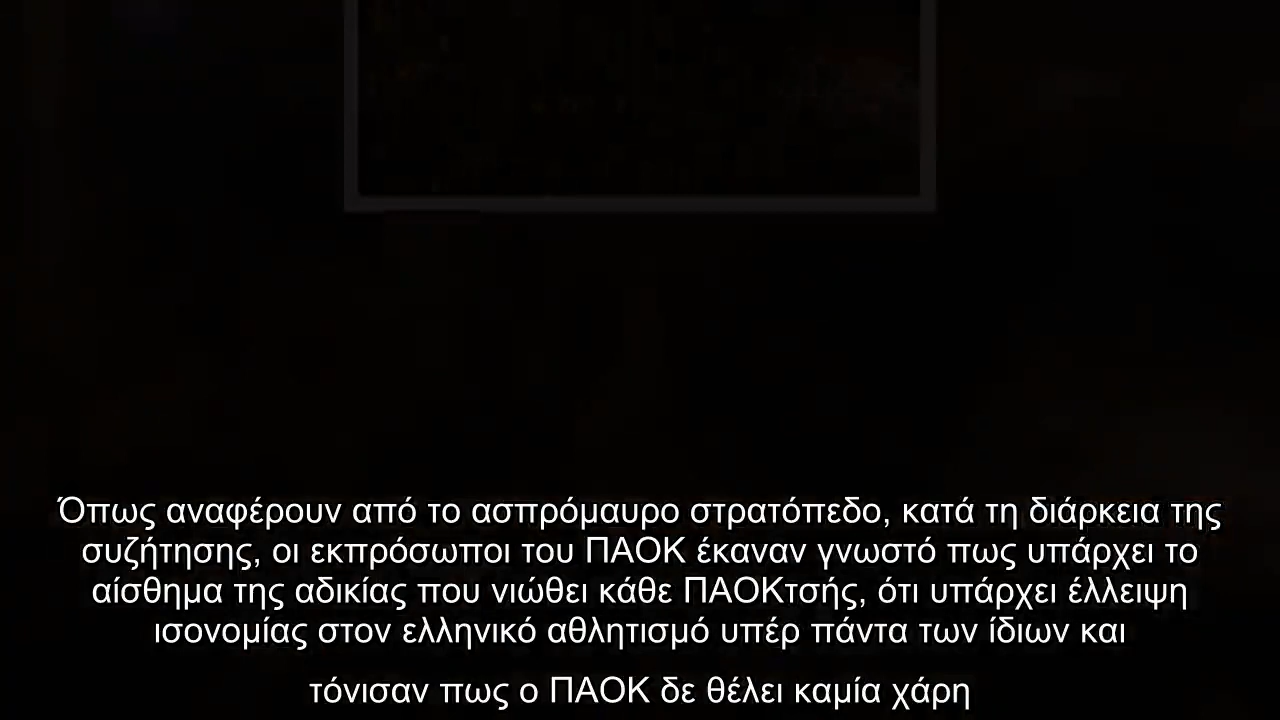 Όπως αναφέρουν από το ασπρόμαυρο στρατόπεδο, κατά τη διάρκεια της
συζήτησης, οι εκπρόσωποι του ΠΑΟΚ έκαναν γνωστό πως υπάρχει το
αίσθημα της αδικίας που νιώθει κάθε ΠΑΟΚτσής, ότι υπάρχει έλλειψη
ισονομίας στον ελληνικό αθλητισμό υπέρ πάντα των ίδιων και
τόνισαν πως ο ΠΑΟΚ δε θέλει καμία χάρη